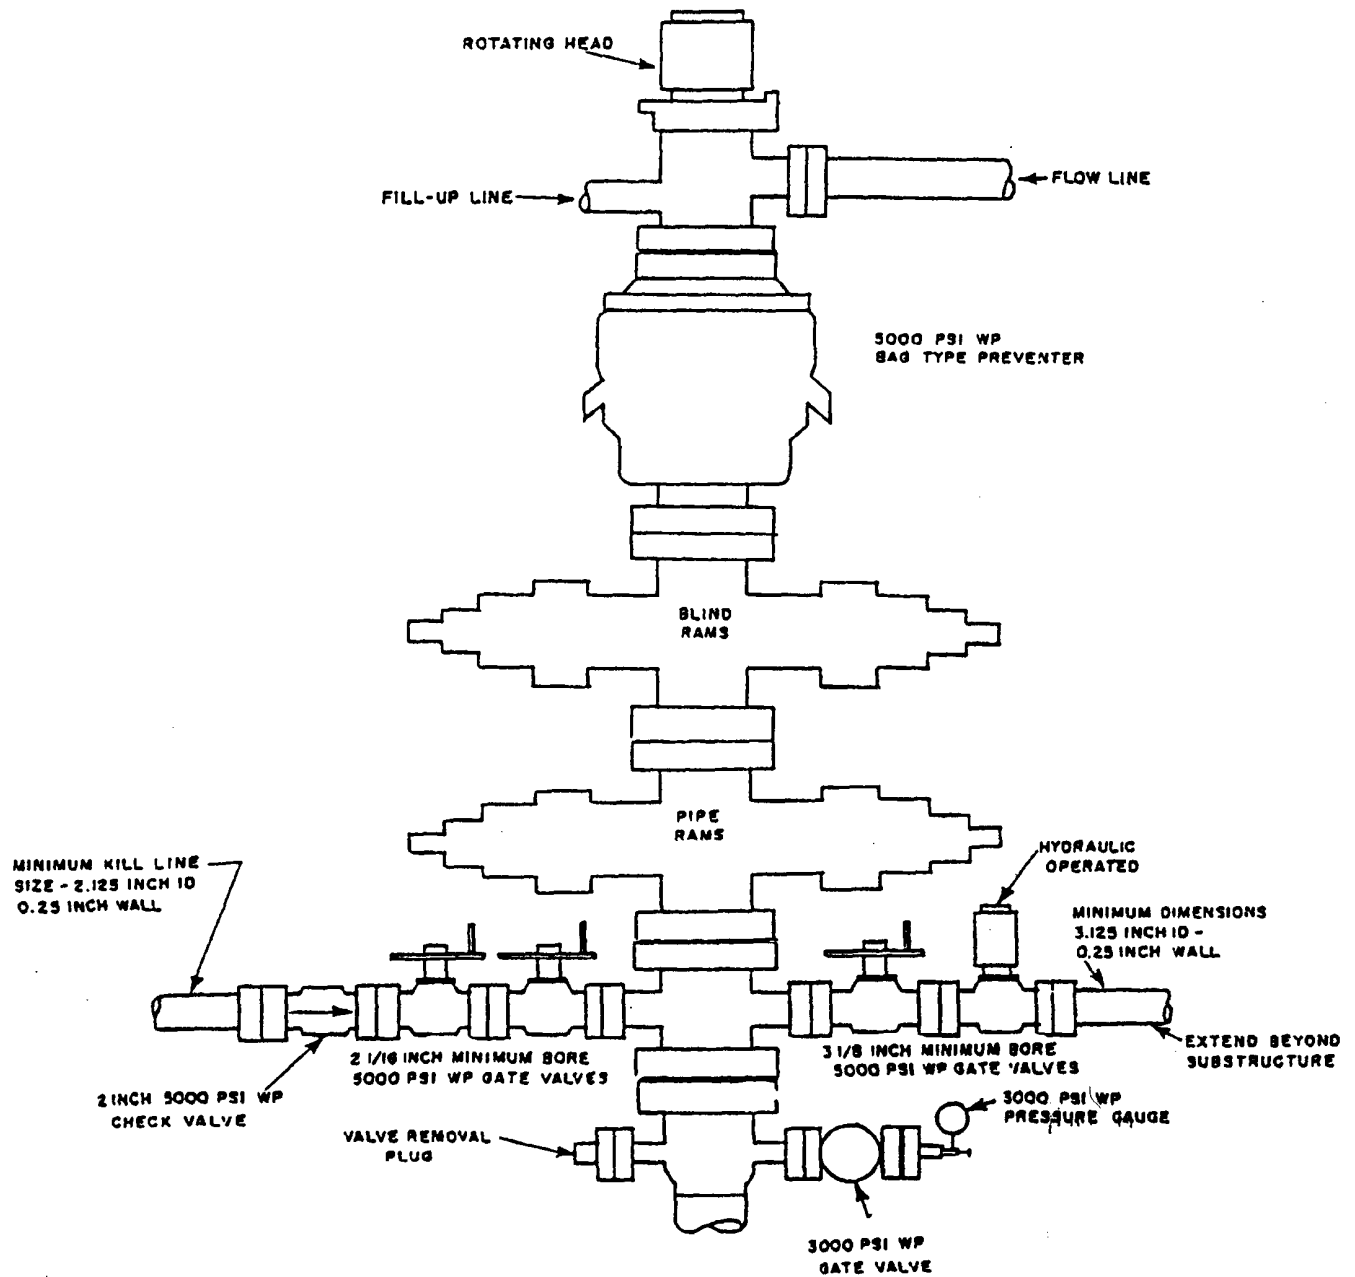 ROTATING HEAD
FILL-UP LINE
FLOW LINE
5000 PSI WP
BAG TYPE PREVENTER
BLIND
RAMS
PIPE
RAMS
MINIMUM KILL LINE
SIZE - 2.125 INCH ID
0.25 INCH WALL
HYDRAULIC
OPERATED
MINIMUM DIMENSIONS
3.125 INCH ID -
0.25 INCH WALL
2 1/16 INCH MINIMUM BORE
5000 PSI WP GATE VALVES
3 1/8 INCH MINIMUM BORE
5000 PSI WP GATE VALVES
EXTEND BEYOND
SUBSTRUCTURE
2 INCH 5000 PSI WP
CHECK VALVE
3000 PSI WP
PRESSURE GAUGE
VALVE REMOVAL
PLUG
3000 PSI WP
GATE VALVE